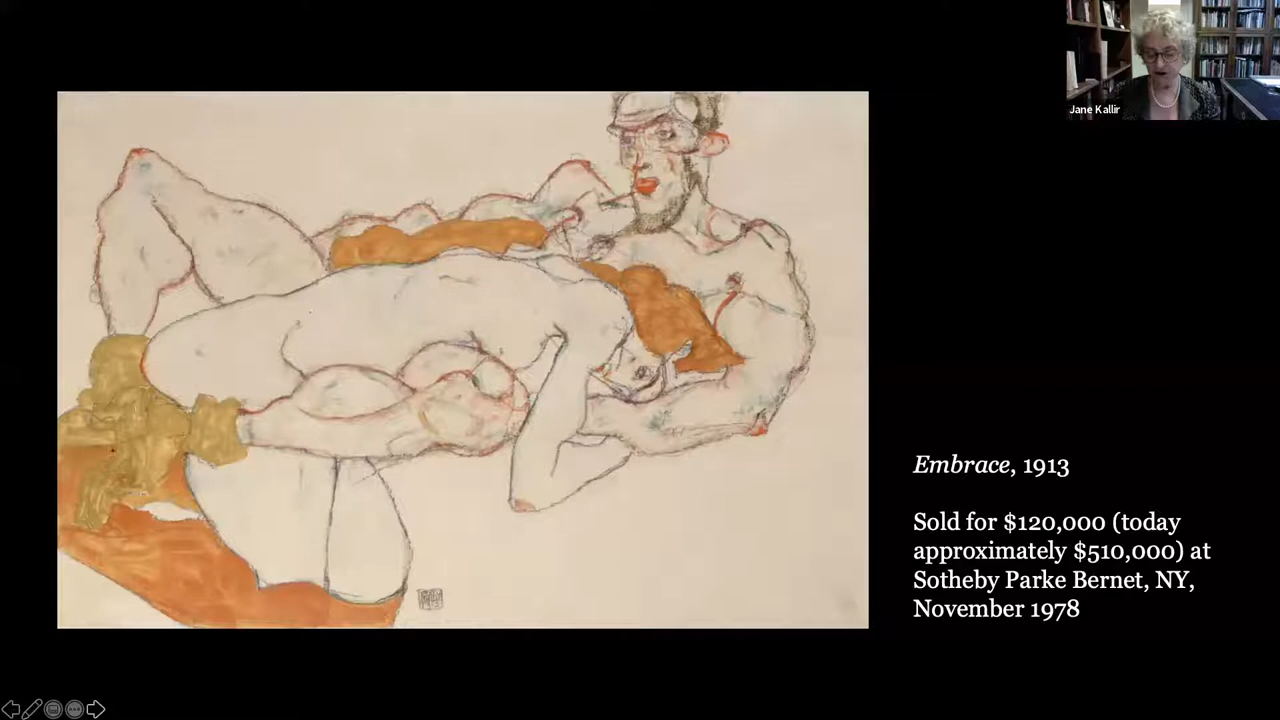 Jane Kallir
Embrace, 1913
Sold for $120,000 (today
approximately $510,000) at
Sotheby Parke Bernet, NY,
November 1978